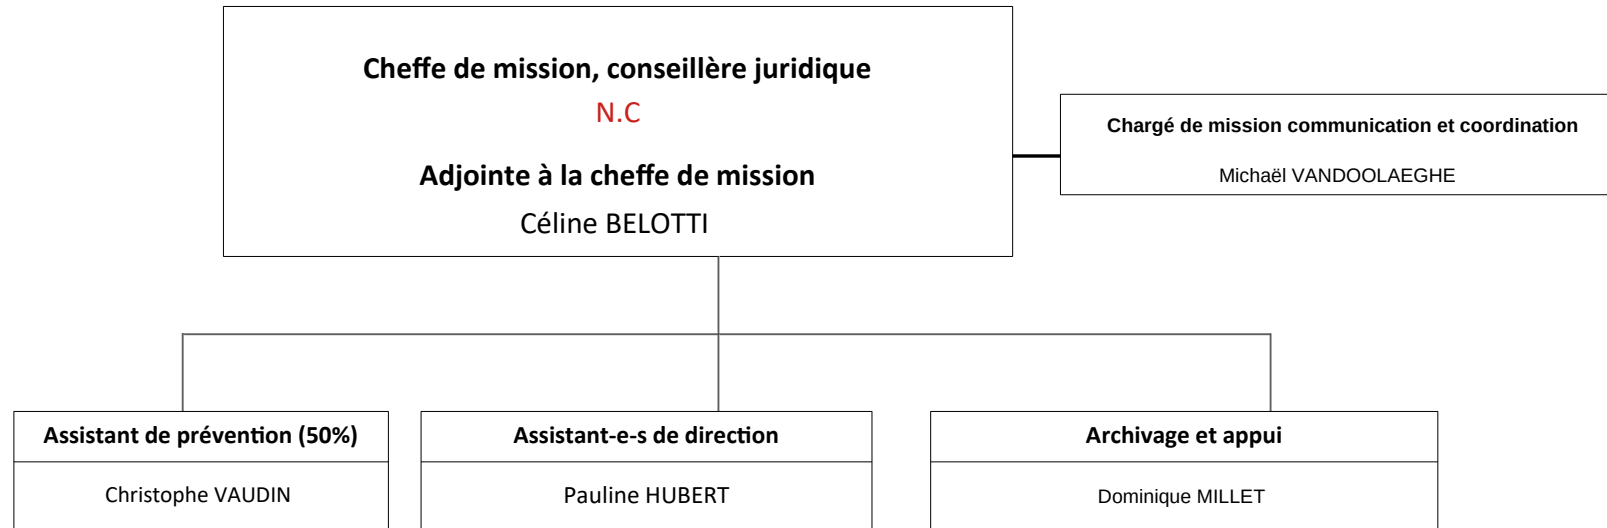 Cheffe de mission, conseillère juridique
N.C
Adjointe à la cheffe de mission
Céline BELOTTI
Chargé de mission communication et coordination
Michaël VANDOOLAEGHE
Assistant de prévention (50%)
Christophe VAUDIN
Assistant-e-s de direction
Pauline HUBERT
Archivage et appui
Dominique MILLET